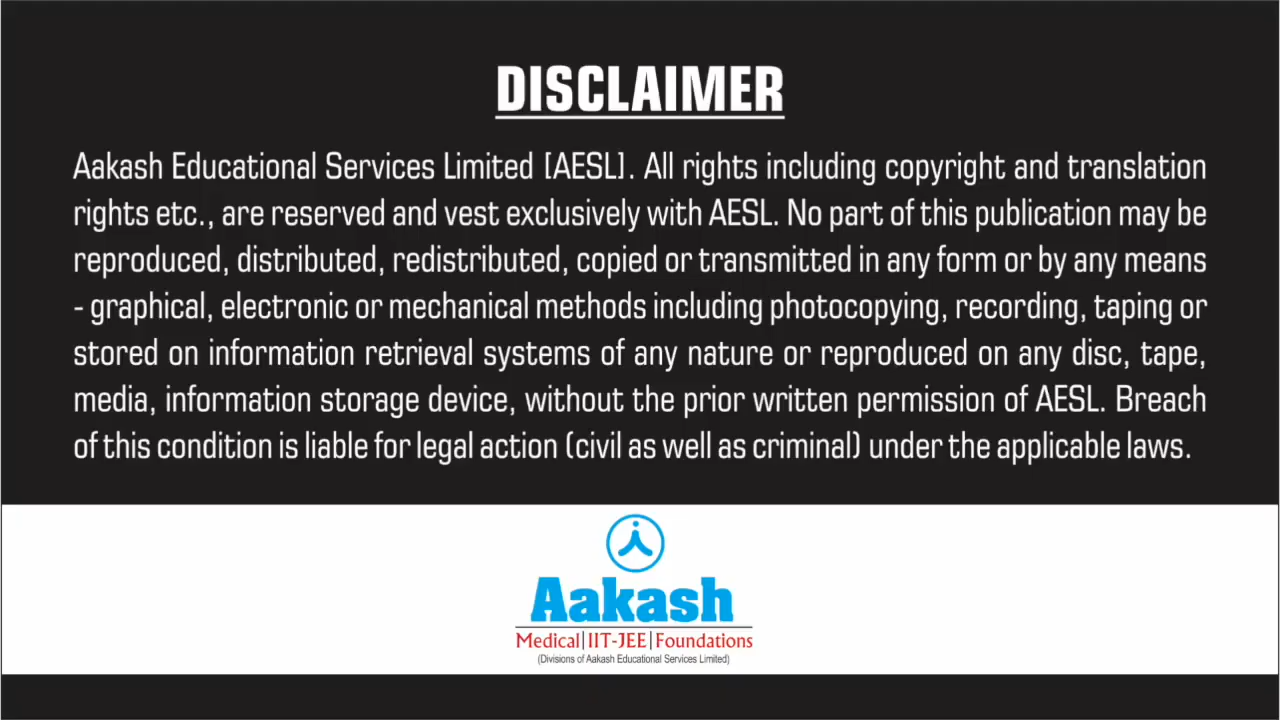 DISCLAIMER
Aakash Educational Services Limited [AESL]. All rights including copyright and translation
rights etc., are reserved and vest exclusively with AESL. No part of this publication may be
reproduced, distributed, redistributed, copied or transmitted in any form or by any means
- graphical, electronic or mechanical methods including photocopying, recording, taping or
stored on information retrieval systems of any nature or reproduced on any disc, tape,
media, information storage device, without the prior written permission of AESL. Breach
of this condition is liable for legal action (civil as well as criminal) under the applicable laws.
Aakash
Medical|IIT-JEE|Foundations
(Divisions of Aakash Educational Services Limited)